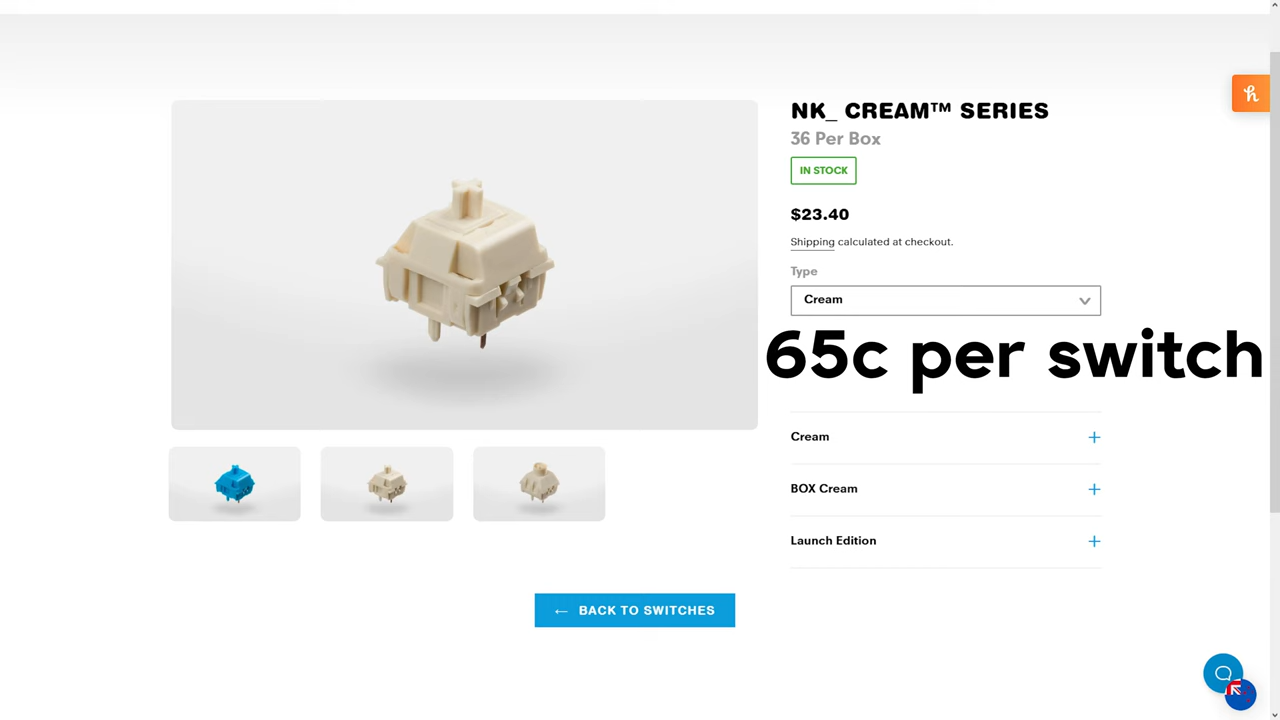 NK_ CREAM™ SERIES
36 Per Box
IN STOCK
$23.40
Shipping calculated at checkout.
Type
Cream
65c per switch
Cream
BOX Cream
Launch Edition
← BACK TO SWITCHES